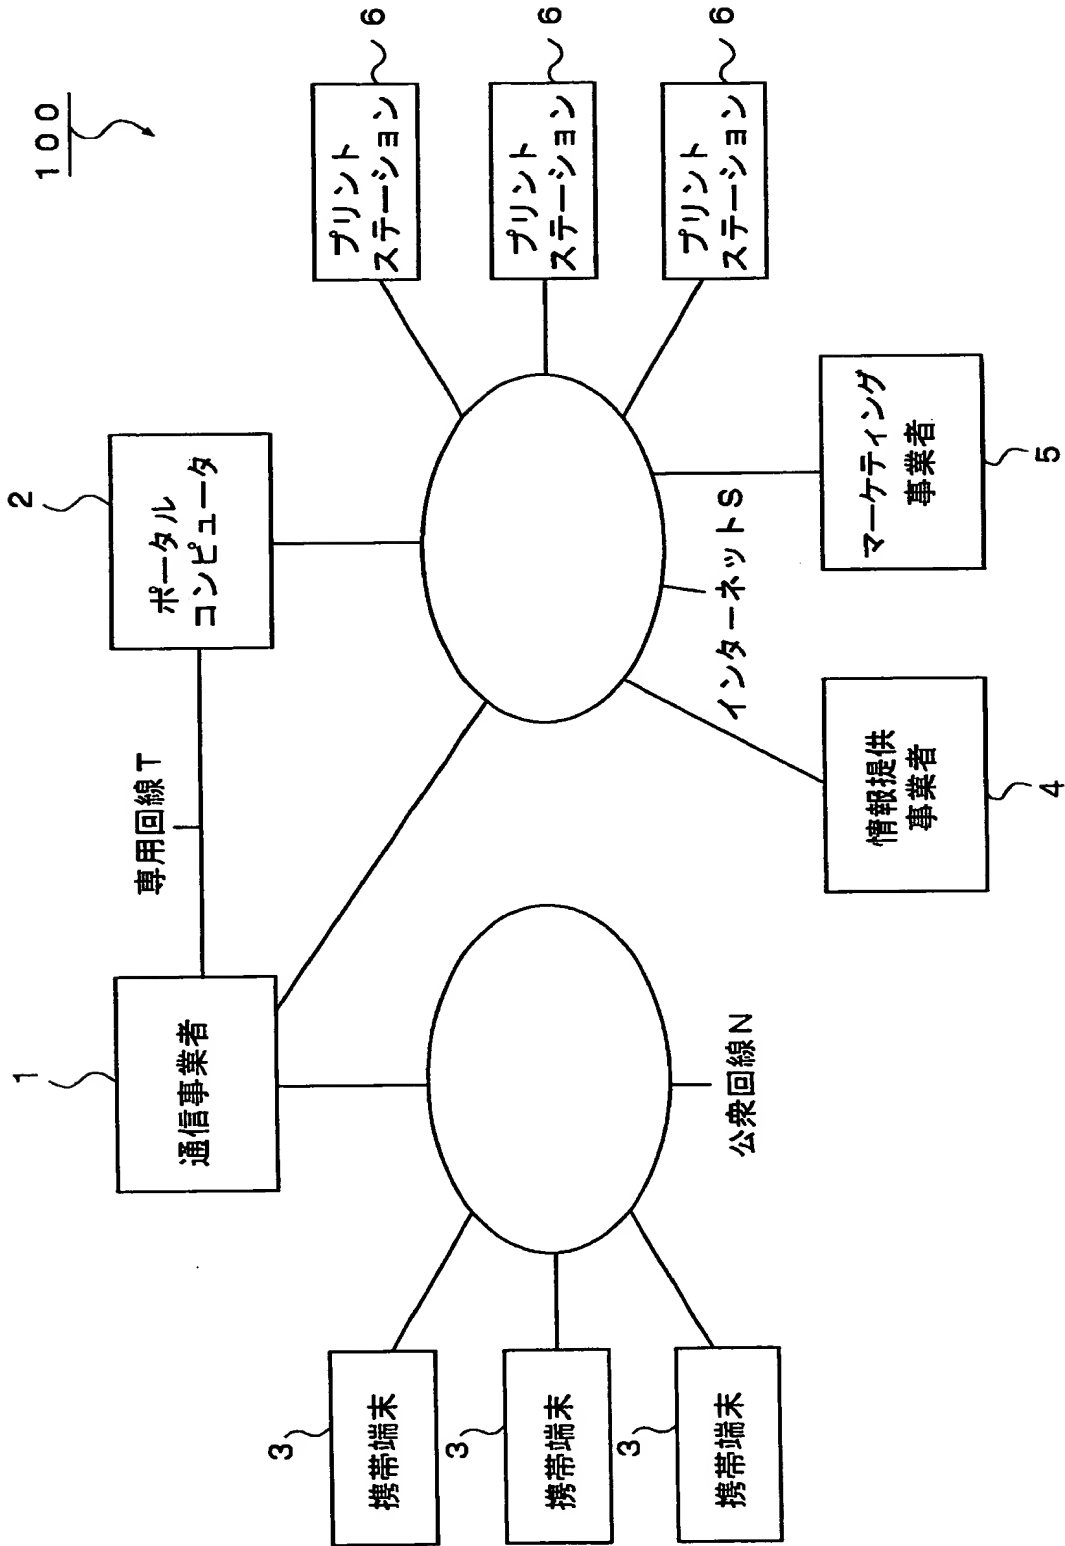 100
1
通信事業者
専用回線T
2
ポータル
コンピュータ
3
携帯端末
3
携帯端末
3
携帯端末
公衆回線N
インターネットS
情報提供
事業者
4
マーケティング
事業者
5
プリント
ステーション
6
プリント
ステーション
6
プリント
ステーション
6